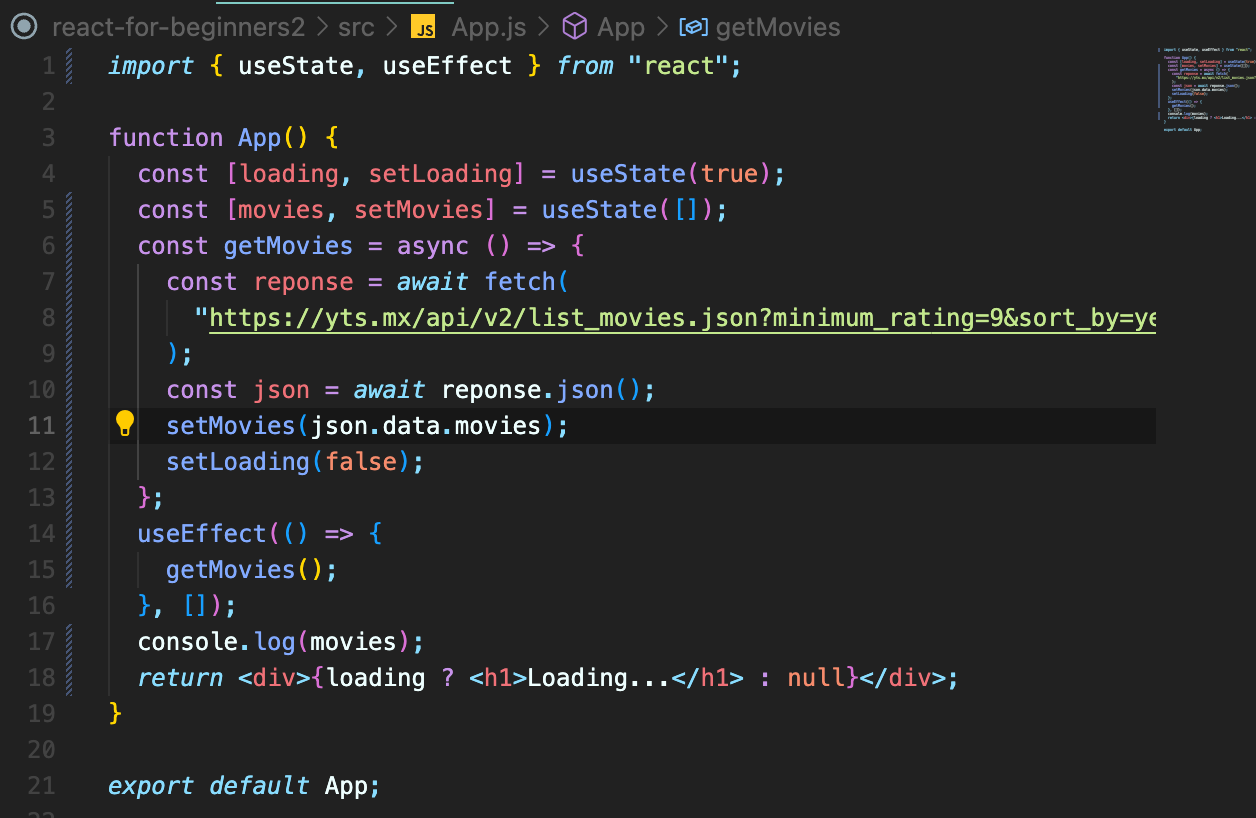 react-for-beginners2 > src > JS App.js > App > getMovies
1 import { useState, useEffect } from "react";
2
3 function App() {
4 const [loading, setLoading] = useState(true);
5 const [movies, setMovies] = useState([]);
6 const getMovies = async () => {
7 const reponse = await fetch(
8 "https://yts.mx/api/v2/list_movies.json?minimum_rating=9&sort_by=ye
9 );
10 const json = await reponse.json();
11 setMovies(json.data.movies);
12 setLoading(false);
13 };
14 useEffect(() => {
15 getMovies();
16 }, []);
17 console.log(movies);
18 return <div>{loading ? <h1>Loading...</h1> : null}</div>;
19 }
20
21 export default App;